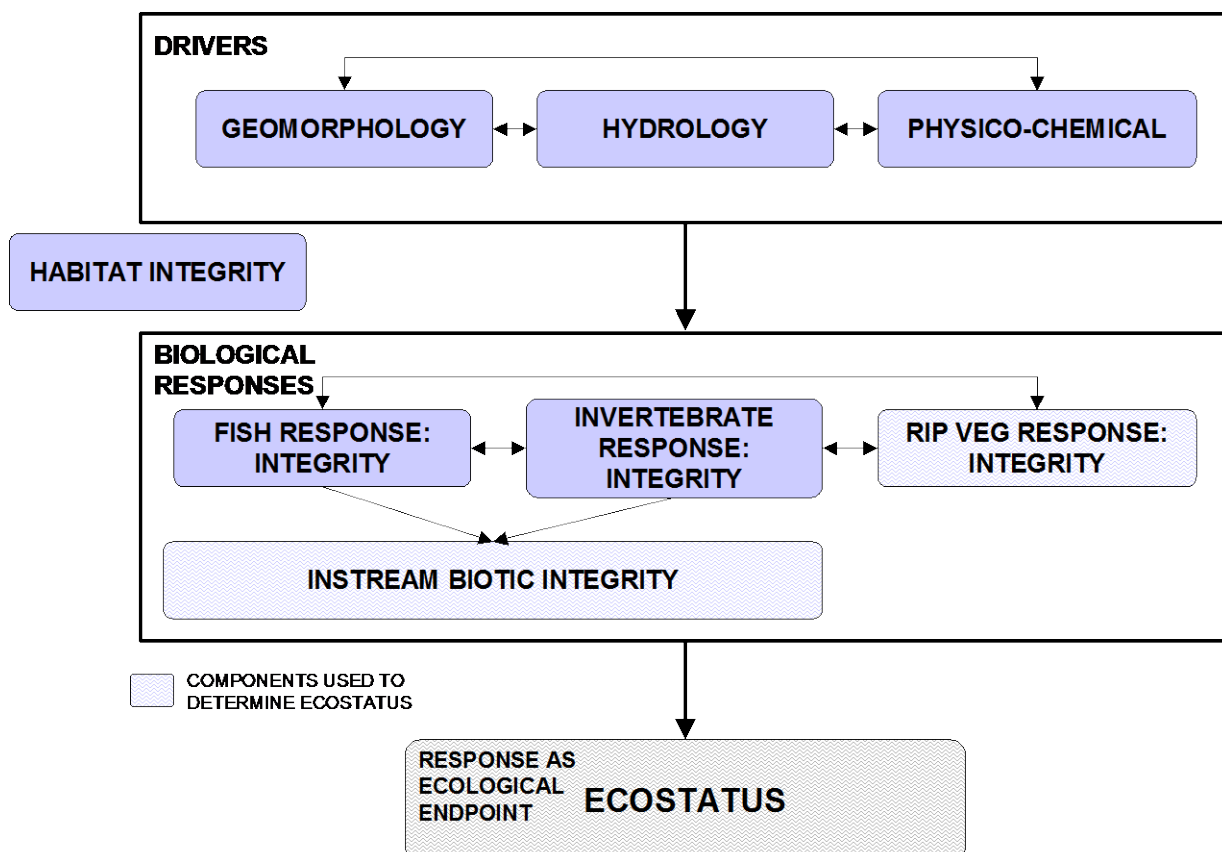 DRIVERS
GEOMORPHOLOGY
HYDROLOGY
PHYSICO-CHEMICAL
HABITAT INTEGRITY
BIOLOGICAL
RESPONSES
FISH RESPONSE:
INTEGRITY
INVERTEBRATE
RESPONSE:
INTEGRITY
RIP VEG RESPONSE:
INTEGRITY
INSTREAM BIOTIC INTEGRITY
COMPONENTS USED TO
DETERMINE ECOSTATUS
RESPONSE AS
ECOLOGICAL
ENDPOINT
ECOSTATUS